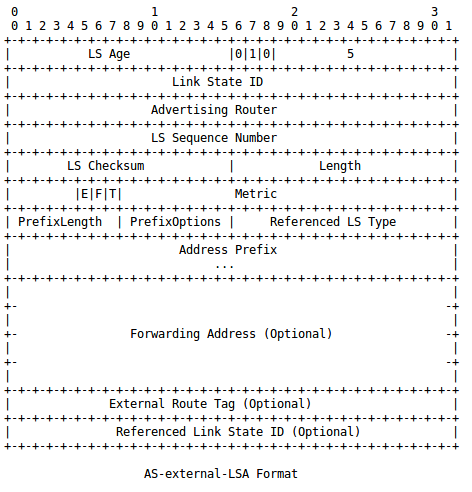 0                   1                   2                   3
0 1 2 3 4 5 6 7 8 9 0 1 2 3 4 5 6 7 8 9 0 1 2 3 4 5 6 7 8 9 0 1
+-+-+-+-+-+-+-+-+-+-+-+-+-+-+-+-+-+-+-+-+-+-+-+-+-+-+-+-+-+-+-+-+
|           LS Age              |0|1|0|          5              |
+-+-+-+-+-+-+-+-+-+-+-+-+-+-+-+-+-+-+-+-+-+-+-+-+-+-+-+-+-+-+-+-+
|                       Link State ID                           |
+-+-+-+-+-+-+-+-+-+-+-+-+-+-+-+-+-+-+-+-+-+-+-+-+-+-+-+-+-+-+-+-+
|                    Advertising Router                         |
+-+-+-+-+-+-+-+-+-+-+-+-+-+-+-+-+-+-+-+-+-+-+-+-+-+-+-+-+-+-+-+-+
|                    LS Sequence Number                         |
+-+-+-+-+-+-+-+-+-+-+-+-+-+-+-+-+-+-+-+-+-+-+-+-+-+-+-+-+-+-+-+-+
|        LS Checksum            |            Length             |
+-+-+-+-+-+-+-+-+-+-+-+-+-+-+-+-+-+-+-+-+-+-+-+-+-+-+-+-+-+-+-+-+
|         |E|F|T|                Metric                         |
+-+-+-+-+-+-+-+-+-+-+-+-+-+-+-+-+-+-+-+-+-+-+-+-+-+-+-+-+-+-+-+-+
| PrefixLength  | PrefixOptions |     Referenced LS Type        |
+-+-+-+-+-+-+-+-+-+-+-+-+-+-+-+-+-+-+-+-+-+-+-+-+-+-+-+-+-+-+-+-+
|                        Address Prefix                         |
|                             ...                               |
+-+-+-+-+-+-+-+-+-+-+-+-+-+-+-+-+-+-+-+-+-+-+-+-+-+-+-+-+-+-+-+-+
|                                                               |
+-                                                             -+
|                                                               |
+-                Forwarding Address (Optional)                -+
|                                                               |
+-                                                             -+
|                                                               |
+-+-+-+-+-+-+-+-+-+-+-+-+-+-+-+-+-+-+-+-+-+-+-+-+-+-+-+-+-+-+-+-+
|              External Route Tag (Optional)                    |
+-+-+-+-+-+-+-+-+-+-+-+-+-+-+-+-+-+-+-+-+-+-+-+-+-+-+-+-+-+-+-+-+
|               Referenced Link State ID (Optional)             |
+-+-+-+-+-+-+-+-+-+-+-+-+-+-+-+-+-+-+-+-+-+-+-+-+-+-+-+-+-+-+-+-+
AS-external-LSA Format